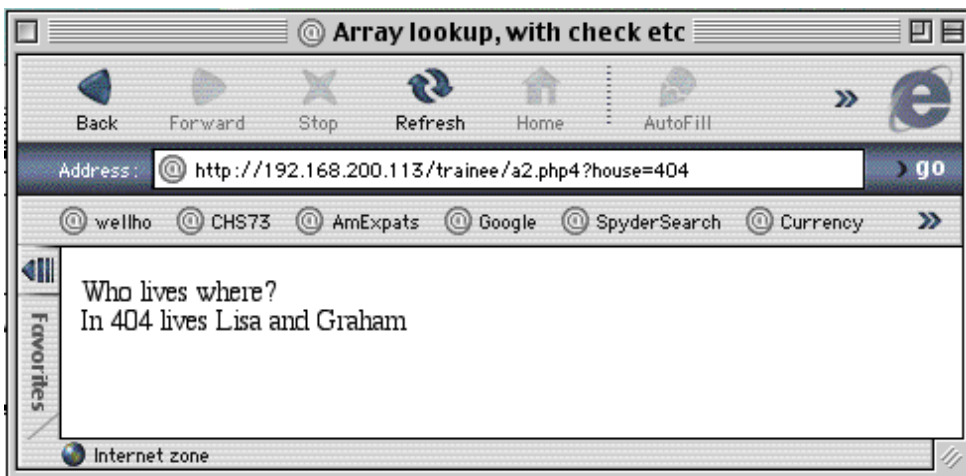 Array lookup, with check etc
Back Forward Stop Refresh Home AutoFill
Address: http://192.168.200.113/trainee/a2.php4?house=404 go
wellho CHS73 AmExpats Google SpyderSearch Currency
Favorites
Who lives where?
In 404 lives Lisa and Graham
Internet zone